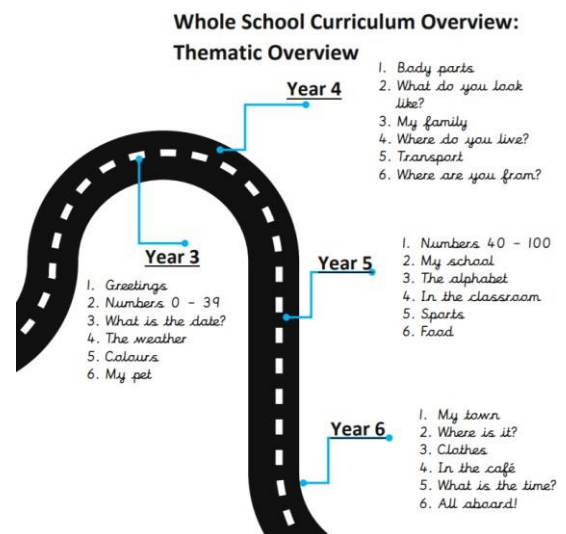 Whole School Curriculum Overview:
Thematic Overview
Year 4
1. Body parts
2. What do you look
like?
3. My family
4. Where do you live?
5. Transport
6. Where are you from?
Year 3
1. Greetings
2. Numbers 0 - 39
3. What is the date?
4. The weather
5. Colours
6. My pet
Year 5
1. Numbers 40 - 100
2. My school
3. The alphabet
4. In the classroom
5. Sports
6. Food
Year 6
1. My town
2. Where is it?
3. Clothes
4. In the café
5. What is the time?
6. All aboard!